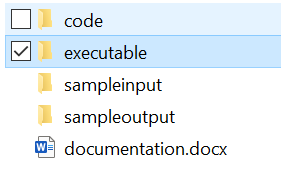 code
executable
sampleinput
sampleoutput
documentation.docx